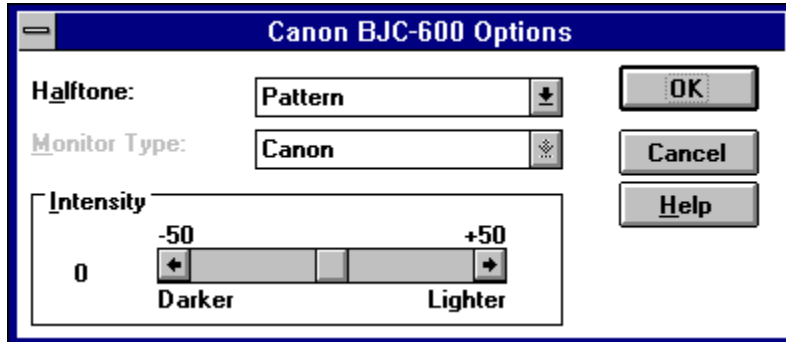 Canon BJC-600 Options
Halftone: Pattern OK
Monitor Type: Canon Cancel
Help
Intensity
-50 +50
0
Darker Lighter